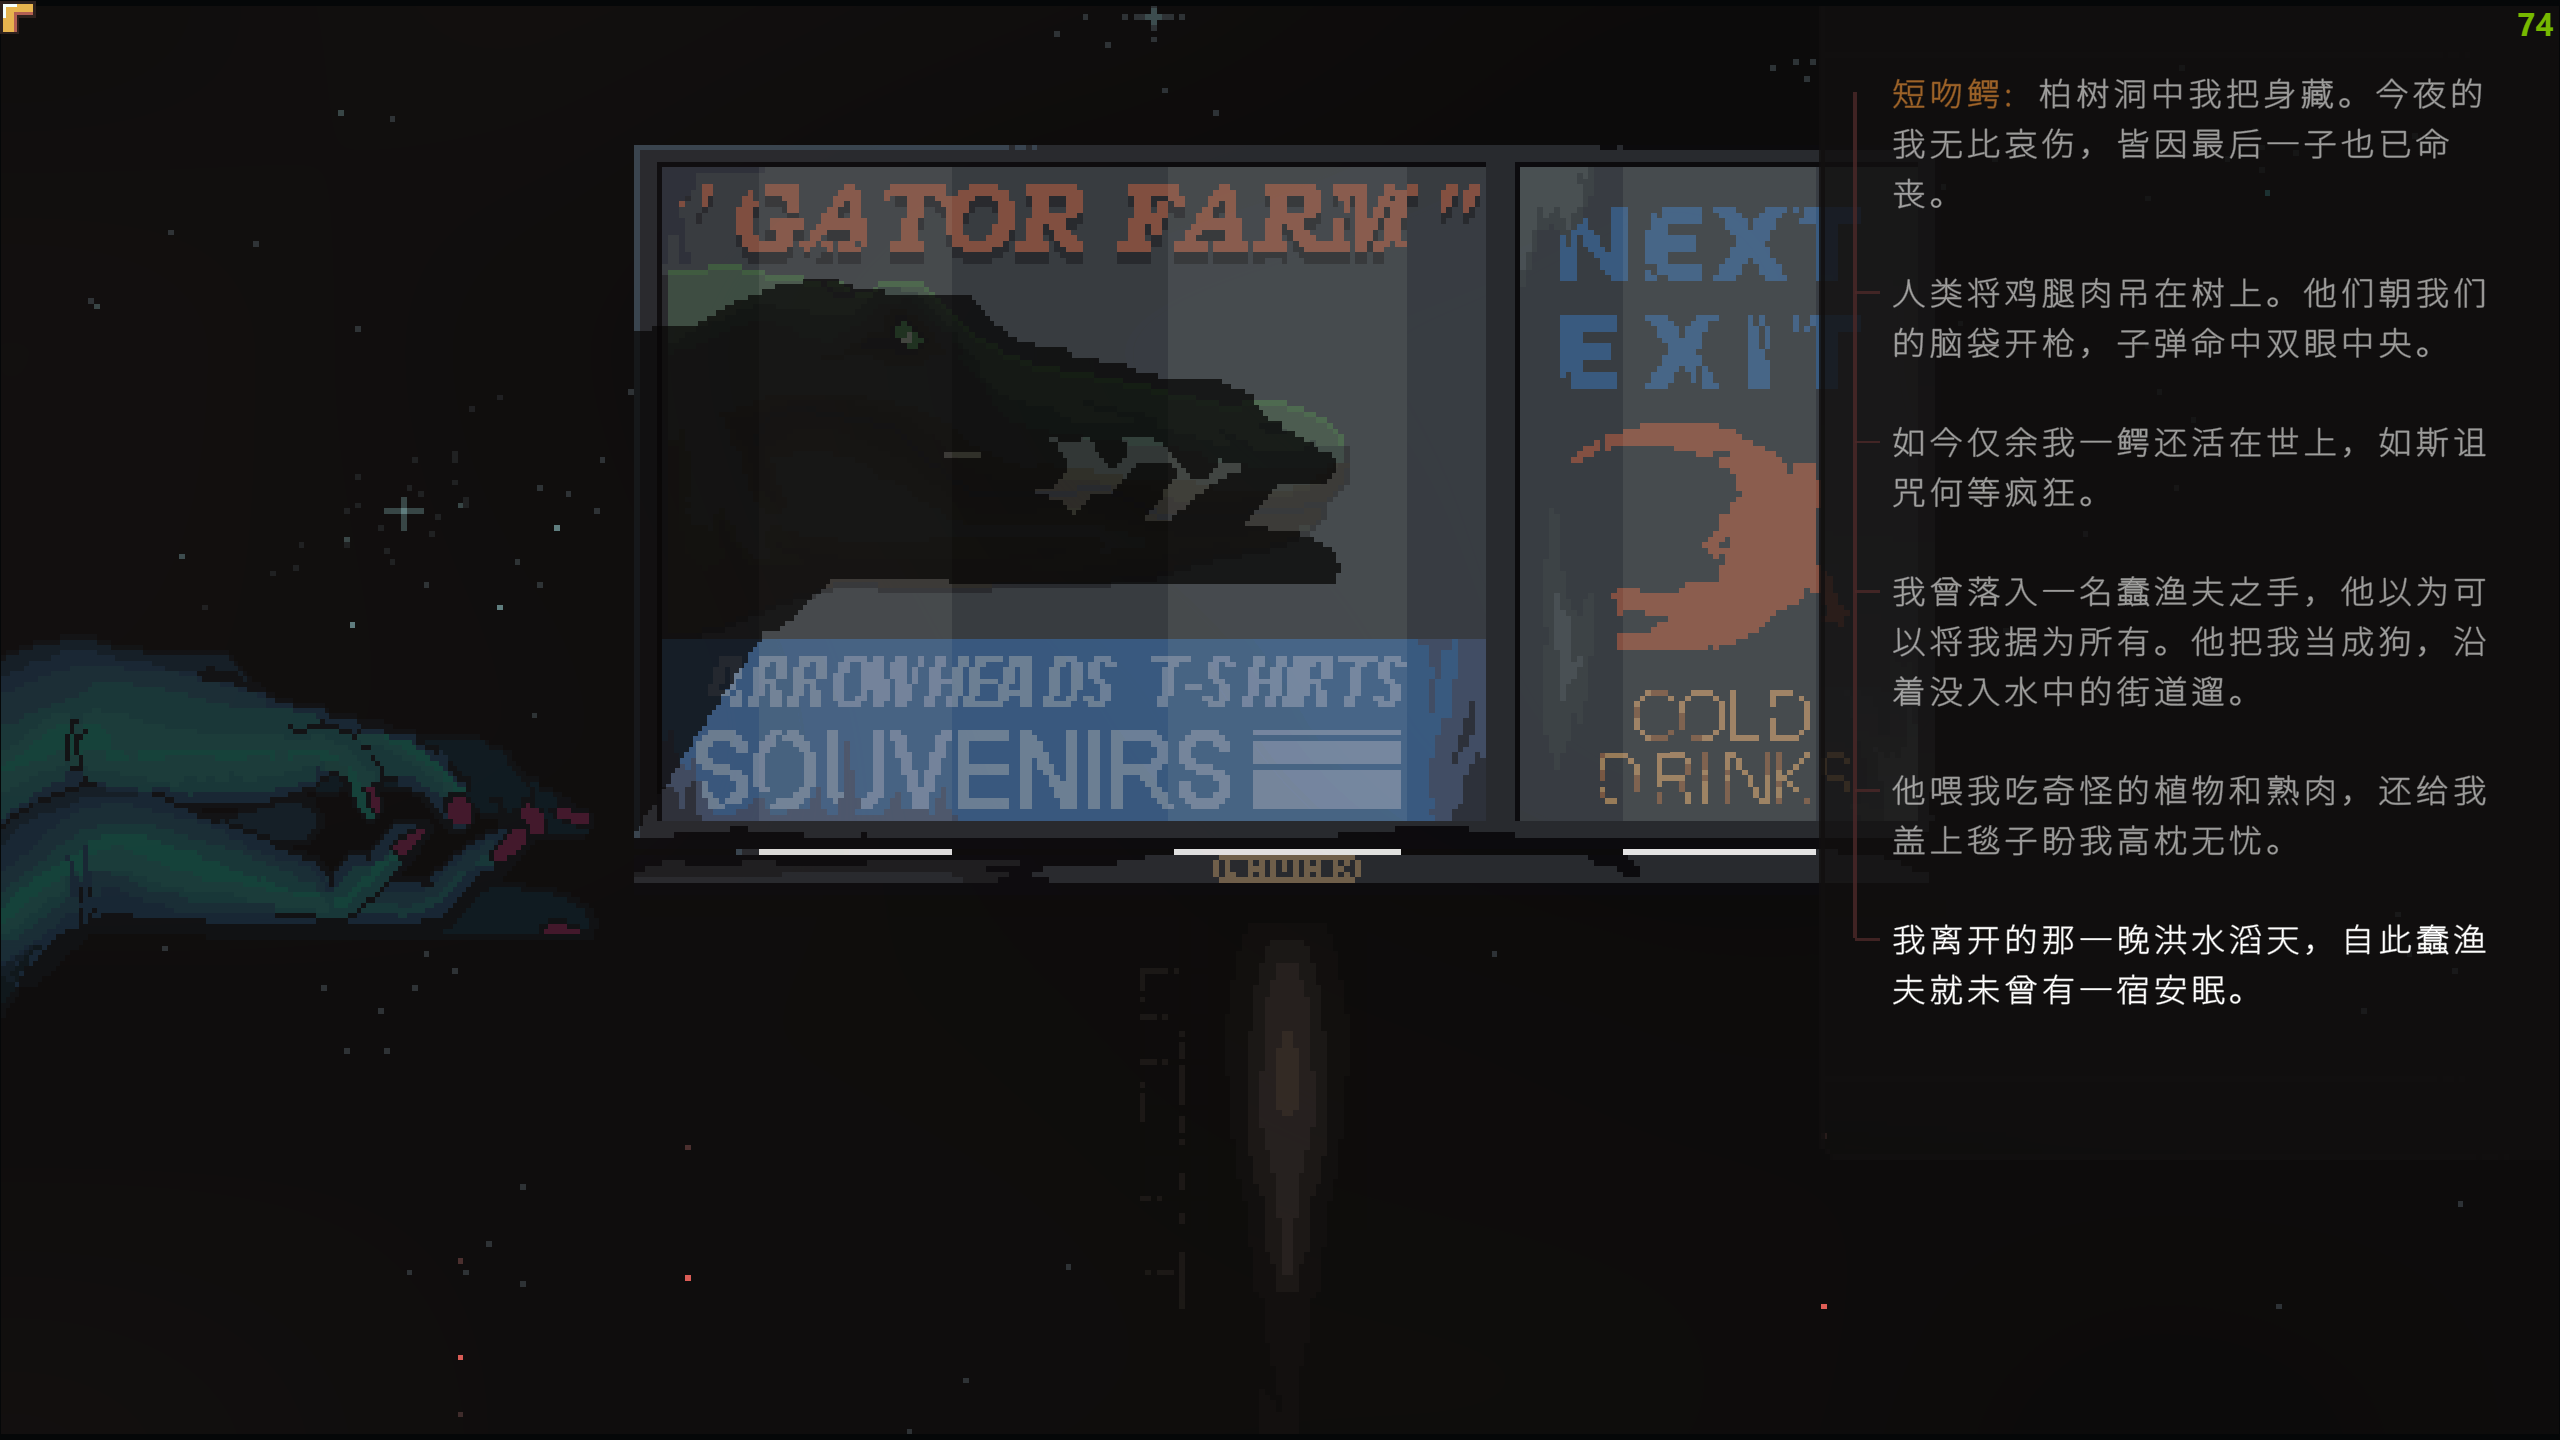 74
"GATOR FARM"
ARROWHEADS T-SHIRTS
SOUVENIRS
NEXT
EXIT
COLD
DRINKS
短吻鳄：柏树洞中我把身藏。今夜的
我无比哀伤，皆因最后一子也已命
丧。
人类将鸡腿肉吊在树上。他们朝我们
的脑袋开枪，子弹命中双眼中央。
如今仅余我一鳄还活在世上，如斯诅
咒何等疯狂。
我曾落入一名蠢渔夫之手，他以为可
以将我据为所有。他把我当成狗，沿
着没入水中的街道遛。
他喂我吃奇怪的植物和熟肉，还给我
盖上毯子盼我高枕无忧。
我离开的那一晚洪水滔天，自此蠢渔
夫就未曾有一宿安眠。